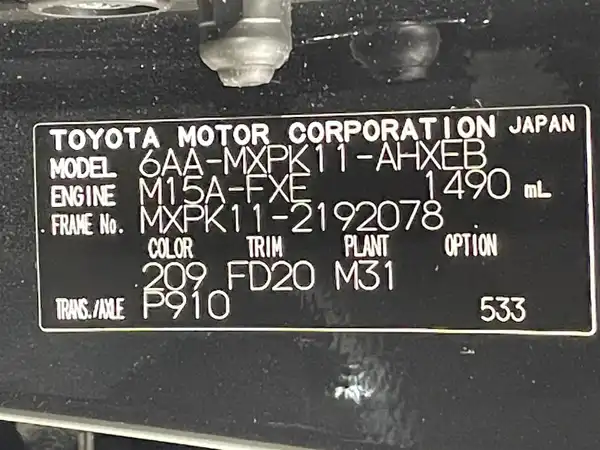 TOYOTA MOTOR CORPORATION JAPAN
MODEL 6AA-MXPK11-AHXEB
ENGINE M15A-FXE 1490 mL
FRAME No. MXPK11-2192078
COLOR TRIM PLANT OPTION
209 FD20 M31
TRANS./AXLE P910 533